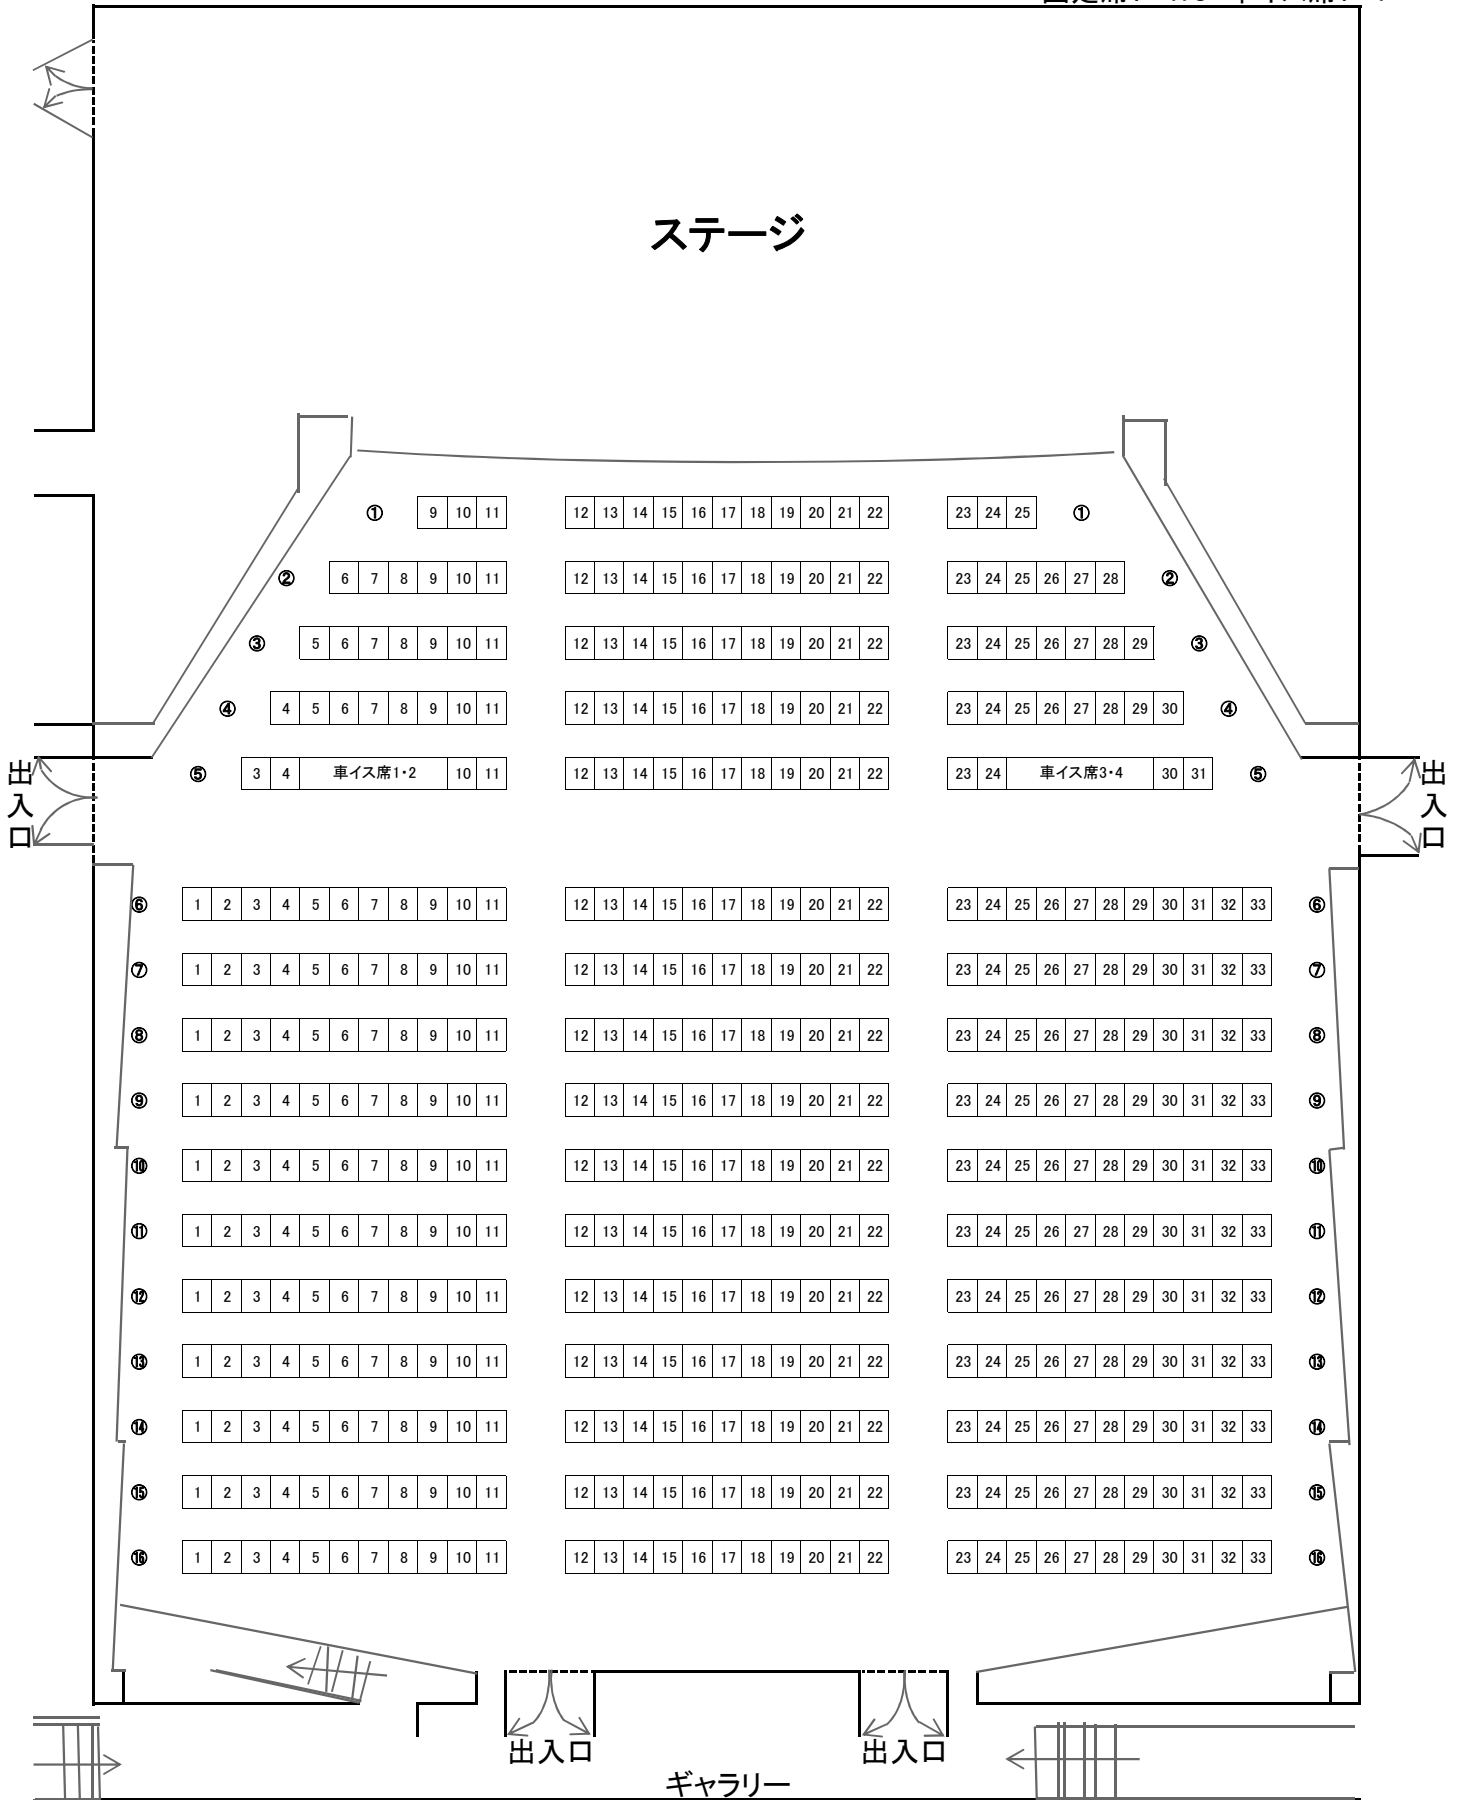 ステージ
① 9 10 11 12 13 14 15 16 17 18 19 20 21 22 23 24 25 ①
② 6 7 8 9 10 11 12 13 14 15 16 17 18 19 20 21 22 23 24 25 26 27 28 ②
③ 5 6 7 8 9 10 11 12 13 14 15 16 17 18 19 20 21 22 23 24 25 26 27 28 29 ③
④ 4 5 6 7 8 9 10 11 12 13 14 15 16 17 18 19 20 21 22 23 24 25 26 27 28 29 30 ④
出入口
⑤ 3 4 車イス席1・2 10 11 12 13 14 15 16 17 18 19 20 21 22 23 24 車イス席3・4 30 31 ⑤
出入口
⑥ 1 2 3 4 5 6 7 8 9 10 11 12 13 14 15 16 17 18 19 20 21 22 23 24 25 26 27 28 29 30 31 32 33 ⑥
⑦ 1 2 3 4 5 6 7 8 9 10 11 12 13 14 15 16 17 18 19 20 21 22 23 24 25 26 27 28 29 30 31 32 33 ⑦
⑧ 1 2 3 4 5 6 7 8 9 10 11 12 13 14 15 16 17 18 19 20 21 22 23 24 25 26 27 28 29 30 31 32 33 ⑧
⑨ 1 2 3 4 5 6 7 8 9 10 11 12 13 14 15 16 17 18 19 20 21 22 23 24 25 26 27 28 29 30 31 32 33 ⑨
⑩ 1 2 3 4 5 6 7 8 9 10 11 12 13 14 15 16 17 18 19 20 21 22 23 24 25 26 27 28 29 30 31 32 33 ⑩
⑪ 1 2 3 4 5 6 7 8 9 10 11 12 13 14 15 16 17 18 19 20 21 22 23 24 25 26 27 28 29 30 31 32 33 ⑪
⑫ 1 2 3 4 5 6 7 8 9 10 11 12 13 14 15 16 17 18 19 20 21 22 23 24 25 26 27 28 29 30 31 32 33 ⑫
⑬ 1 2 3 4 5 6 7 8 9 10 11 12 13 14 15 16 17 18 19 20 21 22 23 24 25 26 27 28 29 30 31 32 33 ⑬
⑭ 1 2 3 4 5 6 7 8 9 10 11 12 13 14 15 16 17 18 19 20 21 22 23 24 25 26 27 28 29 30 31 32 33 ⑭
⑮ 1 2 3 4 5 6 7 8 9 10 11 12 13 14 15 16 17 18 19 20 21 22 23 24 25 26 27 28 29 30 31 32 33 ⑮
⑯ 1 2 3 4 5 6 7 8 9 10 11 12 13 14 15 16 17 18 19 20 21 22 23 24 25 26 27 28 29 30 31 32 33 ⑯
出入口 出入口
ギャラリー